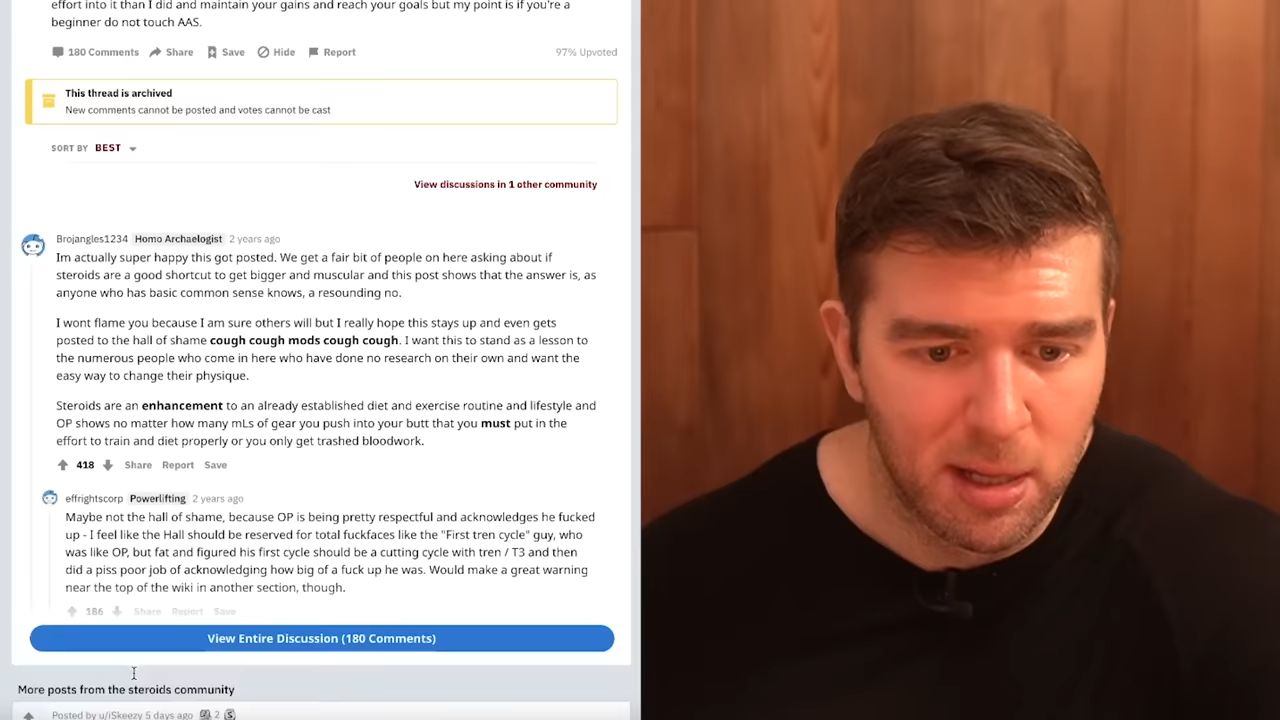 effort into it than I did and maintain your gains and reach your goals but my point is if you're a
beginner do not touch AAS.
180 Comments Share Save Hide Report 97% Upvoted
This thread is archived
New comments cannot be posted and votes cannot be cast
SORT BY BEST
View discussions in 1 other community
Brojangles1234 Homo Archaelogist 2 years ago
Im actually super happy this got posted. We get a fair bit of people on here asking about if
steroids are a good shortcut to get bigger and muscular and this post shows that the answer is, as
anyone who has basic common sense knows, a resounding no.
I wont flame you because I am sure others will but I really hope this stays up and even gets
posted to the hall of shame cough cough mods cough cough. I want this to stand as a lesson to
the numerous people who come in here who have done no research on their own and want the
easy way to change their physique.
Steroids are an enhancement to an already established diet and exercise routine and lifestyle and
OP shows no matter how many mLs of gear you push into your butt that you must put in the
effort to train and diet properly or you only get trashed bloodwork.
418 Share Report Save
effrightscorp Powerlifting 2 years ago
Maybe not the hall of shame, because OP is being pretty respectful and acknowledges he fucked
up - I feel like the Hall should be reserved for total fuckfaces like the "First tren cycle" guy, who
was like OP, but fat and figured his first cycle should be a cutting cycle with tren / T3 and then
did a piss poor job of acknowledging how big of a fuck up he was. Would make a great warning
near the top of the wiki in another section, though.
186 Share Report Save
View Entire Discussion (180 Comments)
More posts from the steroids community
Posted by u/iSkeezy 5 days ago 2 S